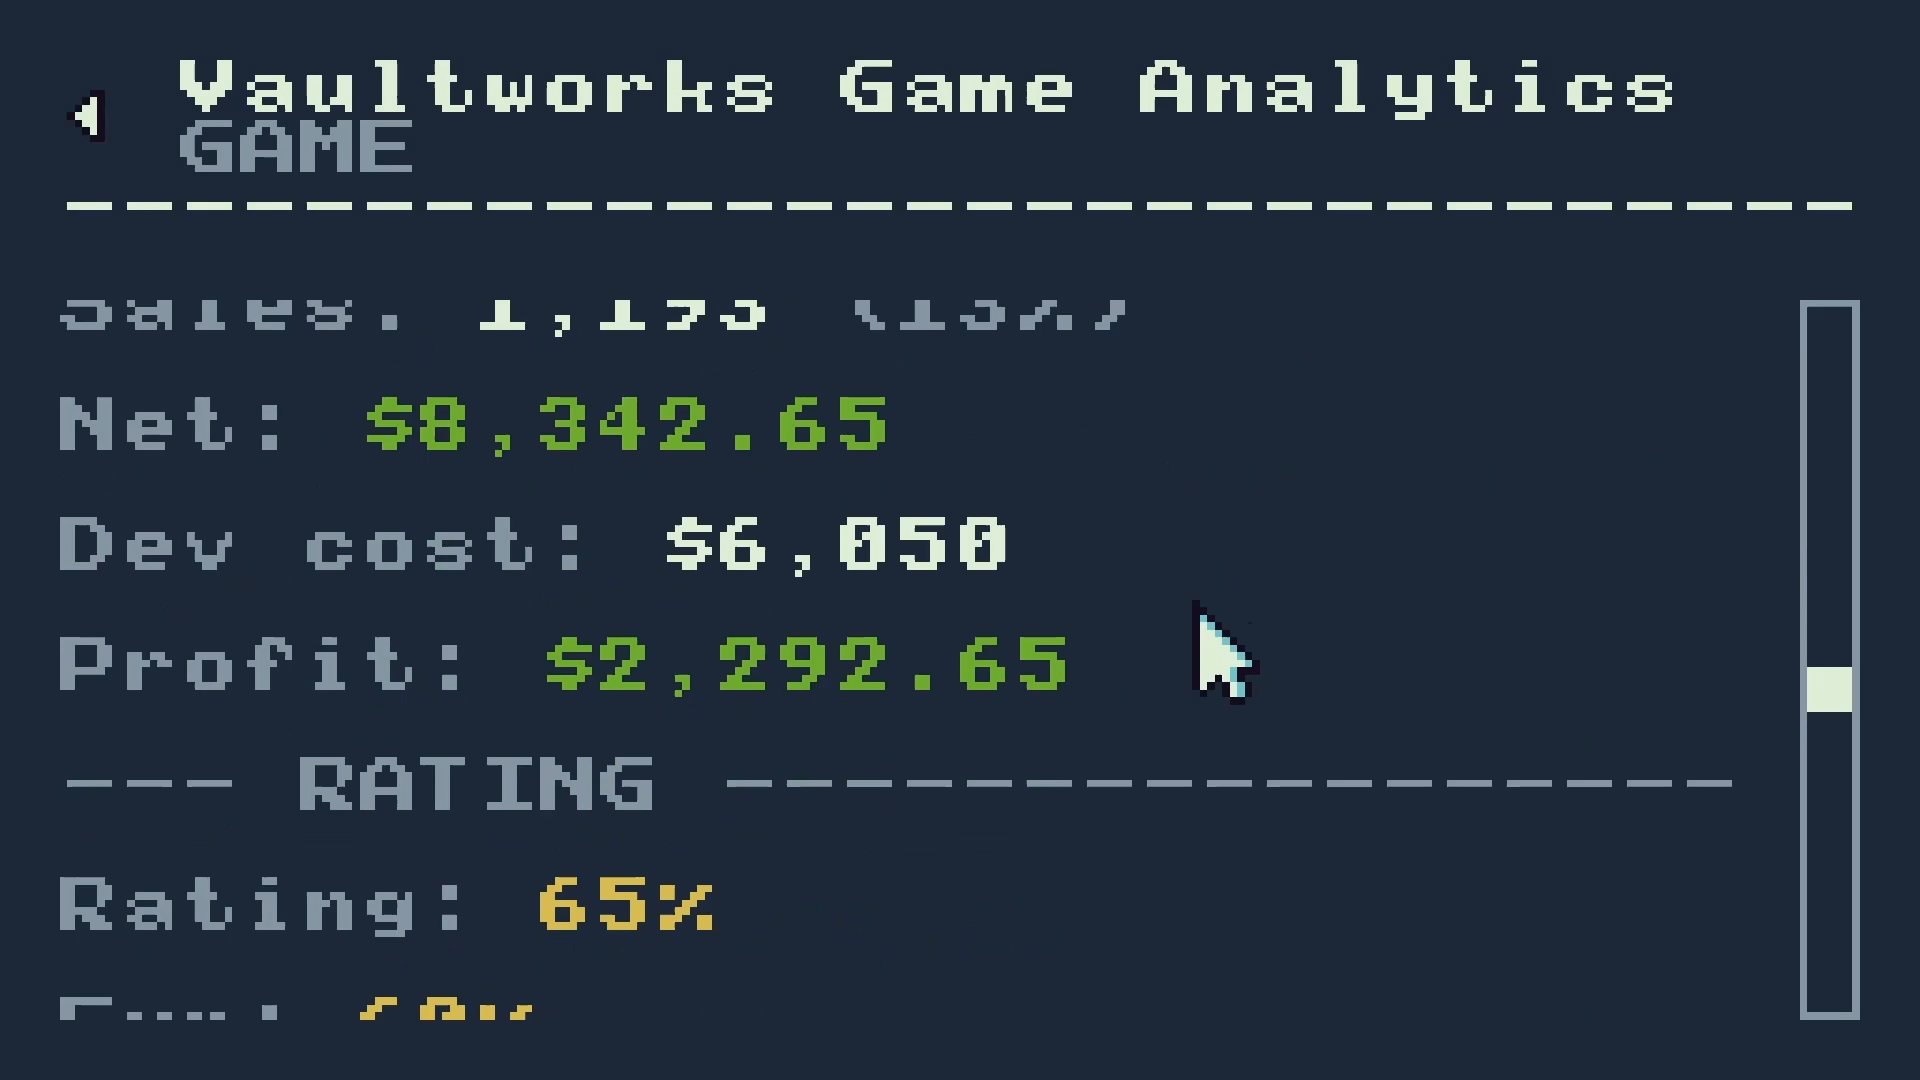 Vaultworks Game Analytics
GAME
Sales:
Net: $8,342.65
Dev cost: $6,050
Profit: $2,292.65
--- RATING -----------------
Rating: 65%